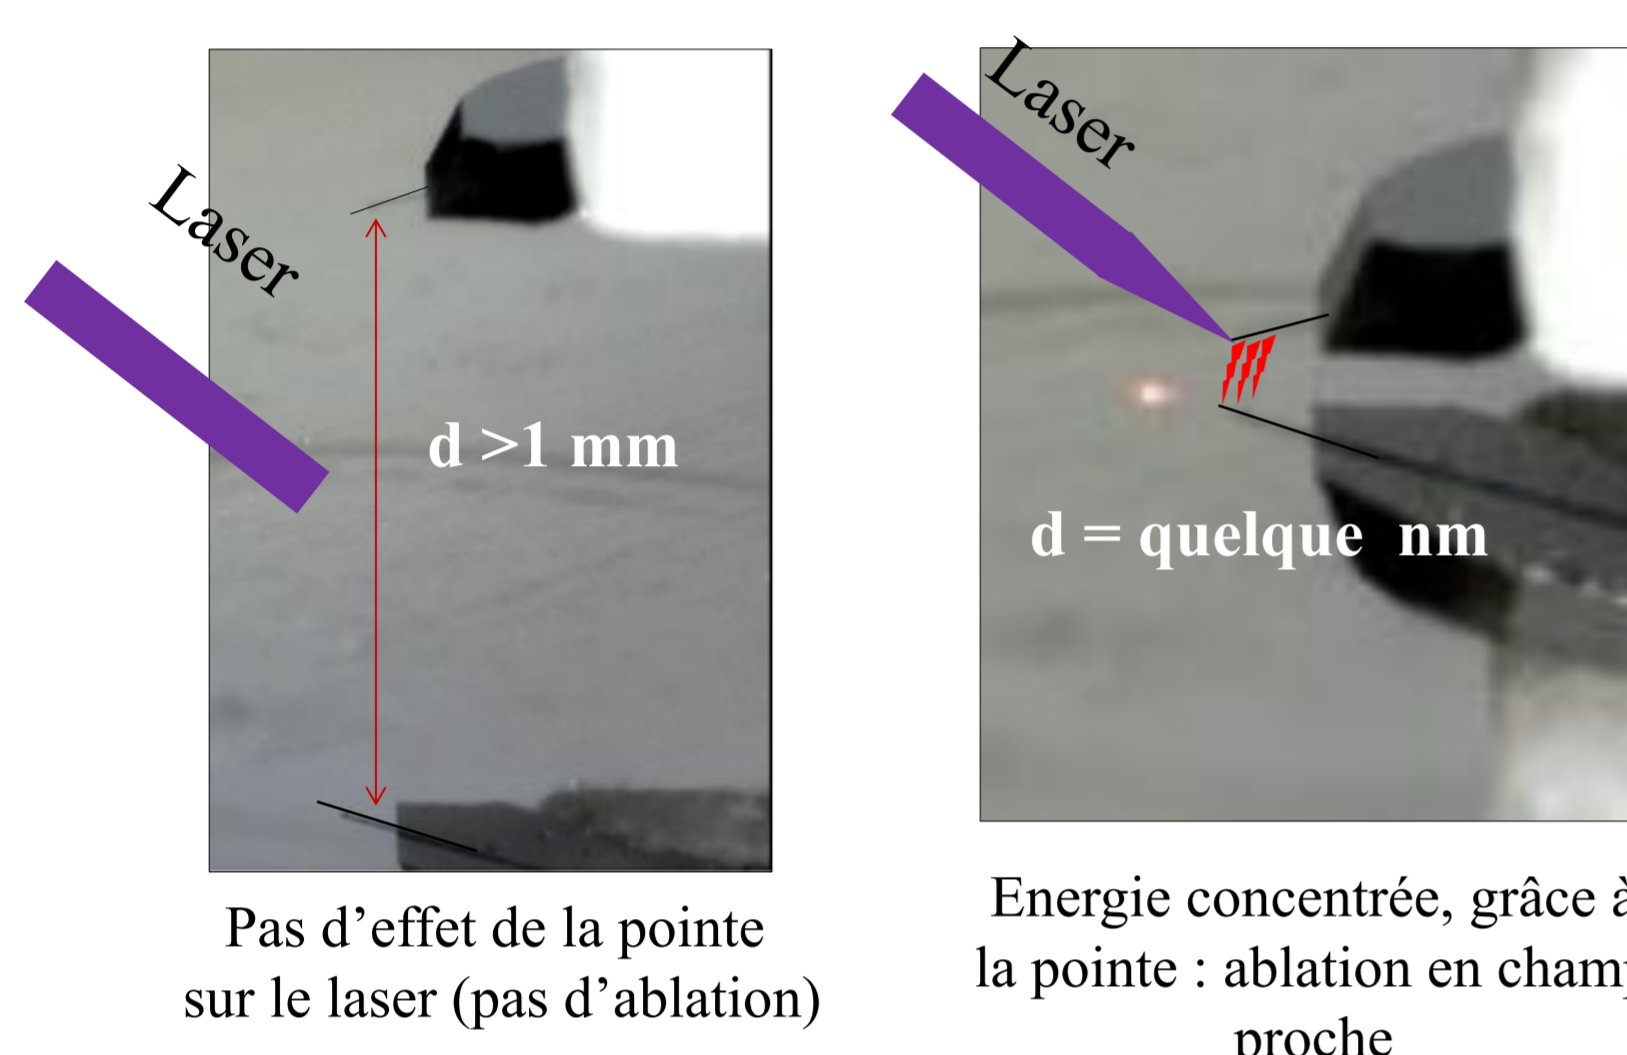 Laser
d >1 mm
Pas d’effet de la pointe
sur le laser (pas d’ablation)
Laser
d = quelque nm
Energie concentrée, grâce à
la pointe : ablation en champ
proche